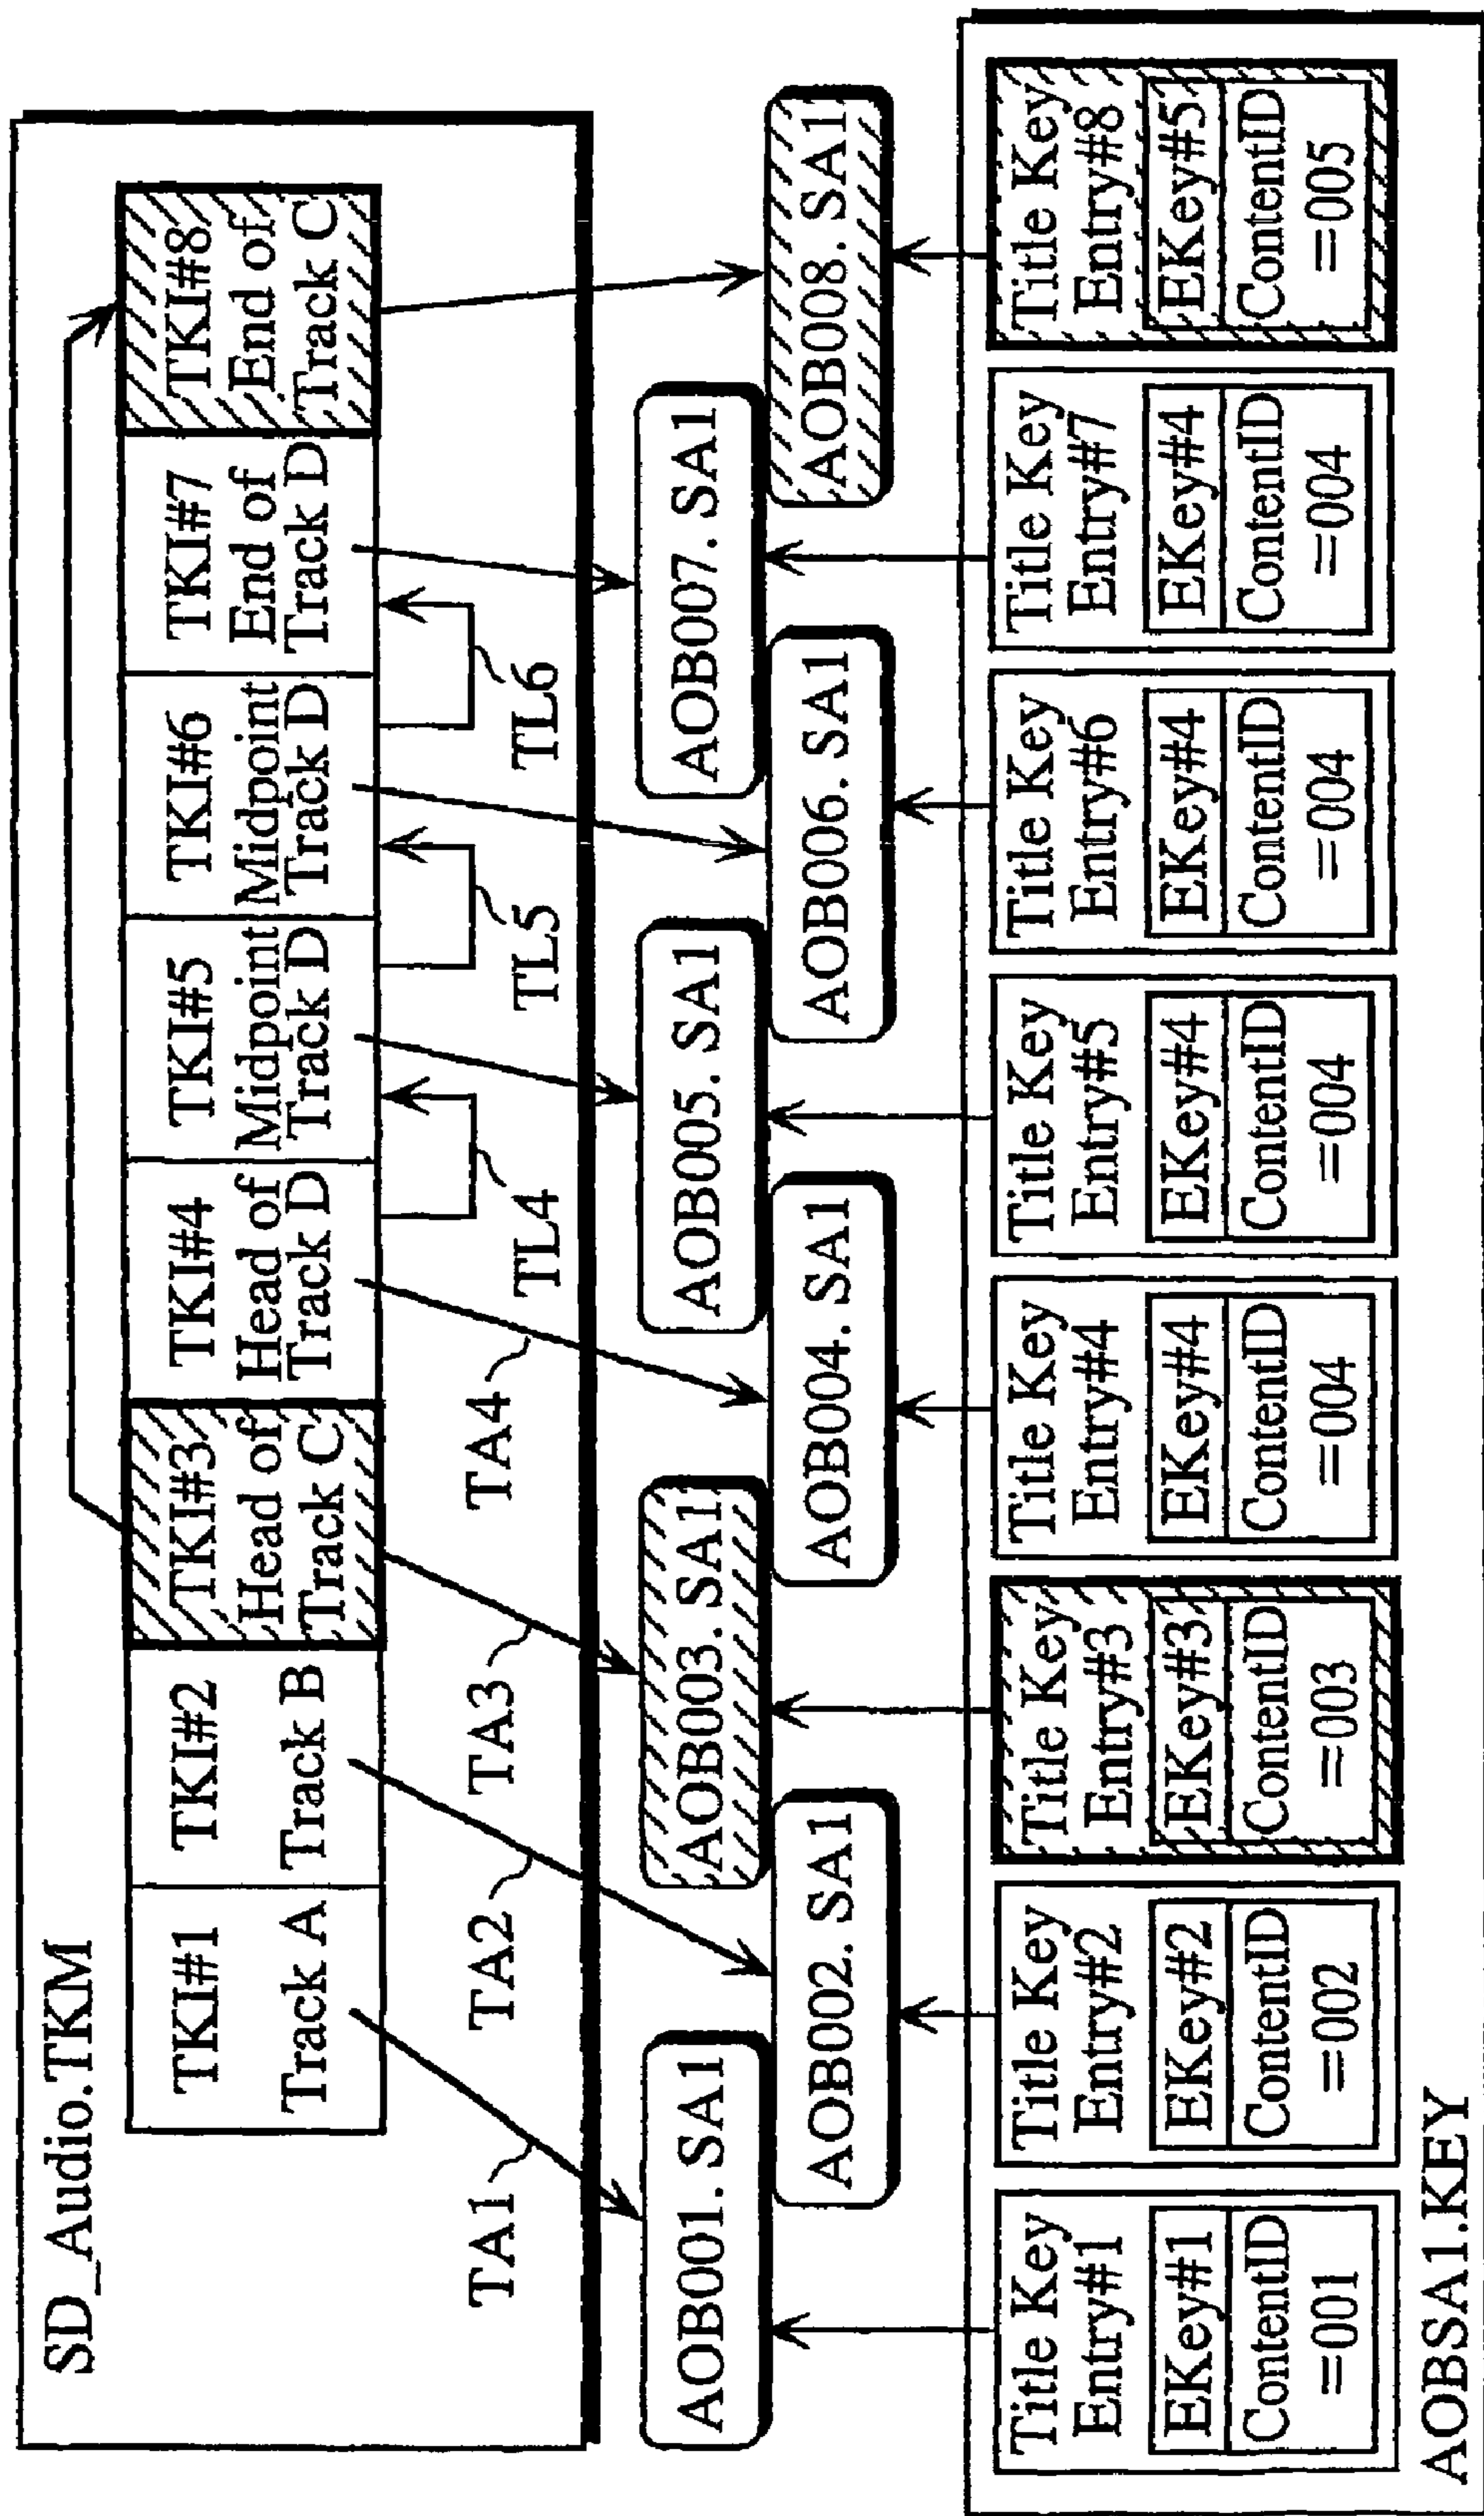 SD_Audio.TKM
TKI#1
Track A
TKI#2
Track B
TKI#3
Head of
Track C
TKI#4
Head of
Track D
TKI#5
Midpoint
Track D
TKI#6
Midpoint
Track D
TKI#7
End of
Track D
TKI#8
End of
Track C
TA1
TA2
TA3
TA4
TL4
TL5
TL6
AOB001. SA1
AOB003. SA1
AOB005. SA1
AOB007. SA1
AOB002. SA1
AOB004. SA1
AOB006. SA1
AOB008. SA1
Title Key
Entry#1
EKey#1
ContentID
=001
Title Key
Entry#2
EKey#2
ContentID
=002
Title Key
Entry#3
EKey#3
ContentID
=003
Title Key
Entry#4
EKey#4
ContentID
=004
Title Key
Entry#5
EKey#4
ContentID
=004
Title Key
Entry#6
EKey#4
ContentID
=004
Title Key
Entry#7
EKey#4
ContentID
=004
Title Key
Entry#8
EKey#5
ContentID
=005
AOBSA1.KEY